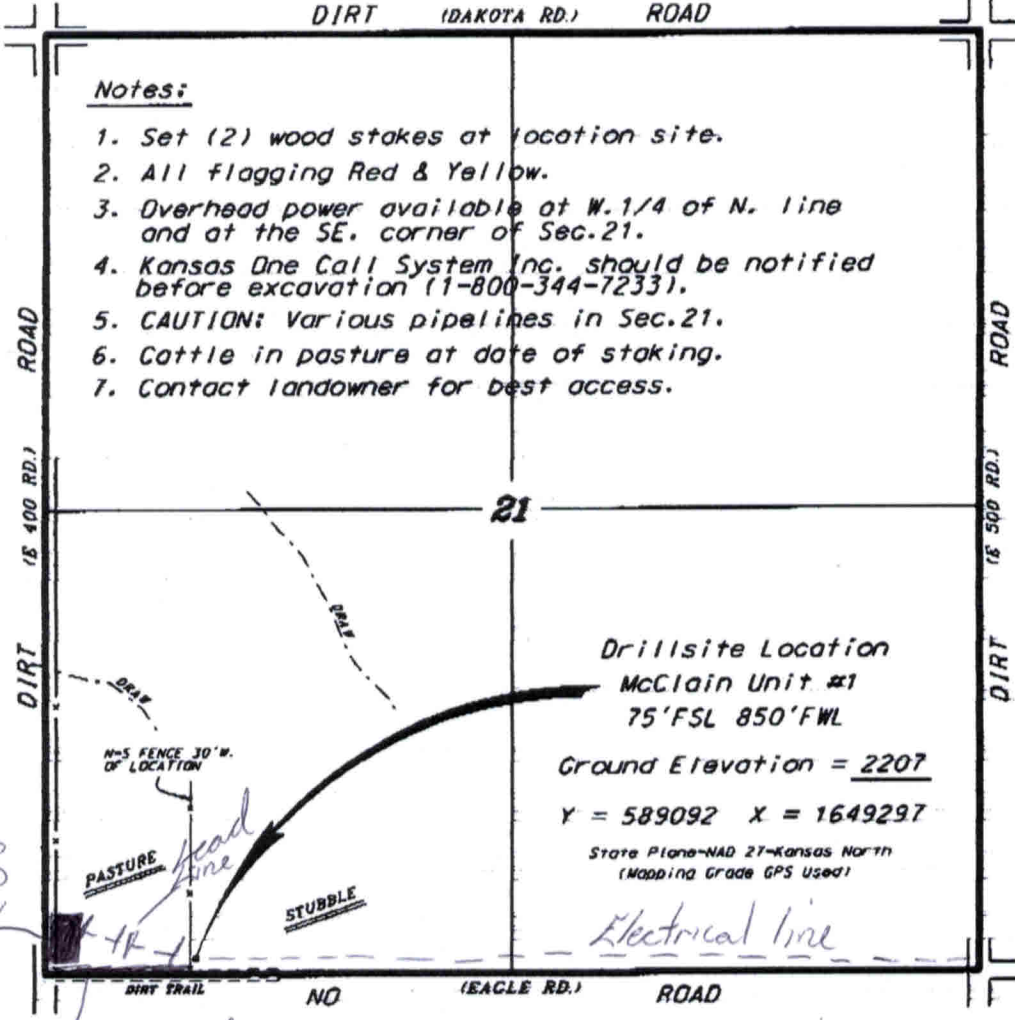 DIRT (DAKOTA RD.) ROAD
Notes:
1. Set (2) wood stakes at location site.
2. All flagging Red & Yellow.
3. Overhead power available at W.1/4 of N. line
and at the SE. corner of Sec.21.
4. Kansas One Call System Inc. should be notified
before excavation (1-800-344-7233).
5. CAUTION: Various pipelines in Sec.21.
6. Cattle in pasture at date of staking.
7. Contact landowner for best access.
DIRT (E 400 RD.) ROAD
DIRT (E 500 RD.) ROAD
21
DRAW
DRAW
N-S FENCE 30'W.
OF LOCATION
Drillsite Location
McClain Unit #1
75'FSL 850'FWL
Ground Elevation = 2207
Y = 589092 X = 1649297
State Plane-NAD 27-Kansas North
(Mapping Grade GPS Used)
PASTURE
Lead
line
STUBBLE
Electrical line
DIRT TRAIL
NO (EAGLE RD.) ROAD